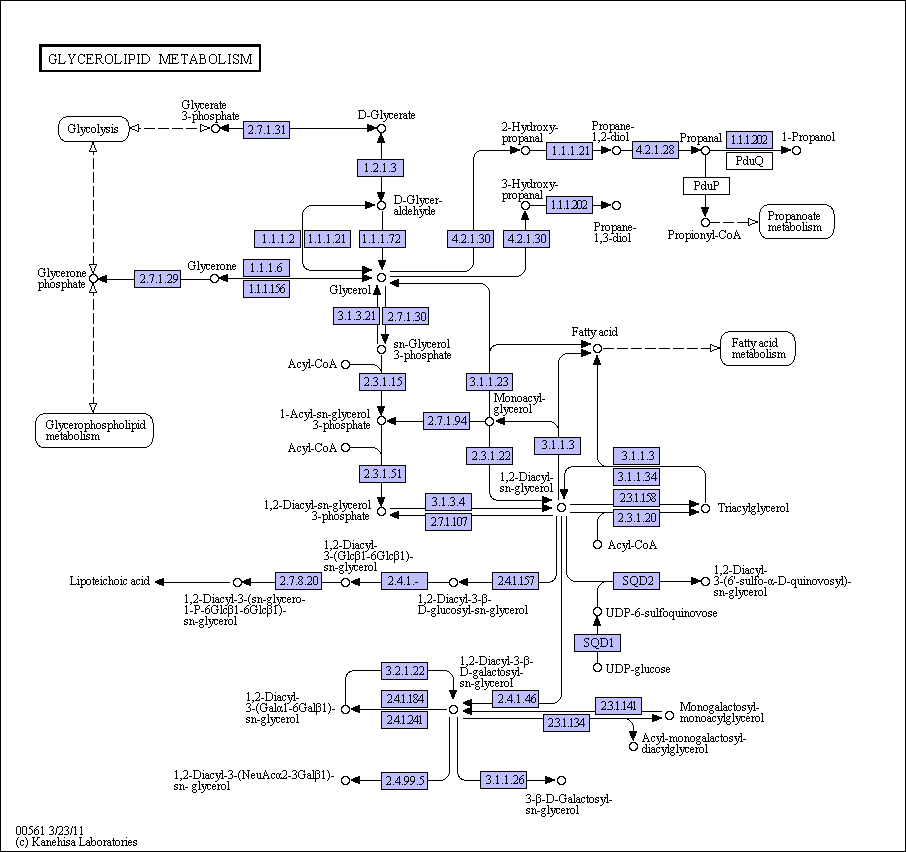 GLYCEROLIPID METABOLISM
Glycolysis
Glycerate
3-phosphate
2.7.1.31
D-Glycerate
1.2.1.3
D-Glycer-
aldehyde
1.1.1.2
1.1.1.21
1.1.1.72
4.2.1.30
4.2.1.30
2-Hydroxy-
propanal
1.1.1.21
Propane-
1,2-diol
4.2.1.28
Propanal
1.1.1.202
PduQ
1-Propanol
PduP
3-Hydroxy-
propanal
1.1.1.202
Propane-
1,3-diol
Propionyl-CoA
Propanoate
metabolism
Glycerone
phosphate
2.7.1.29
Glycerone
1.1.1.6
1.1.1.156
Glycerol
3.1.3.21
2.7.1.30
sn-Glycerol
3-phosphate
Fatty acid
Fatty acid
metabolism
Acyl-CoA
2.3.1.15
3.1.1.23
Monoacyl-
glycerol
1-Acyl-sn-glycerol
3-phosphate
2.7.1.94
Glycerophospholipid
metabolism
Acyl-CoA
2.3.1.51
2.3.1.22
3.1.1.3
3.1.1.3
3.1.1.34
1,2-Diacyl-
sn-glycerol
2.3.1.158
2.3.1.20
Triacylglycerol
1,2-Diacyl-sn-glycerol
3-phosphate
3.1.3.4
2.7.1.107
Acyl-CoA
1,2-Diacyl-
3-(Glcβ1-6Glcβ1)-
sn-glycerol
Lipoteichoic acid
2.7.8.20
2.4.1.-
2.4.1.157
1,2-Diacyl-3-(sn-glycero-
1-P-6Glcβ1-6Glcβ1)-
sn-glycerol
1,2-Diacyl-3-β-
D-glucosyl-sn-glycerol
SQD2
1,2-Diacyl-
3-(6'-sulfo-α-D-quinovosyl)-
sn-glycerol
UDP-6-sulfoquinovose
SQD1
UDP-glucose
3.2.1.22
1,2-Diacyl-3-β-
D-galactosyl-
sn-glycerol
1,2-Diacyl-
3-(Galα1-6Galβ1)-
sn-glycerol
2.4.1.184
2.4.1.241
2.4.1.46
2.3.1.141
2.3.1.134
Monogalactosyl-
monoacylglycerol
Acyl-monogalactosyl-
diacylglycerol
1,2-Diacyl-3-(NeuAcα2-3Galβ1)-
sn- glycerol
2.4.99.5
3.1.1.26
3-β-D-Galactosyl-
sn-glycerol
00561 3/23/11
(c) Kanehisa Laboratories